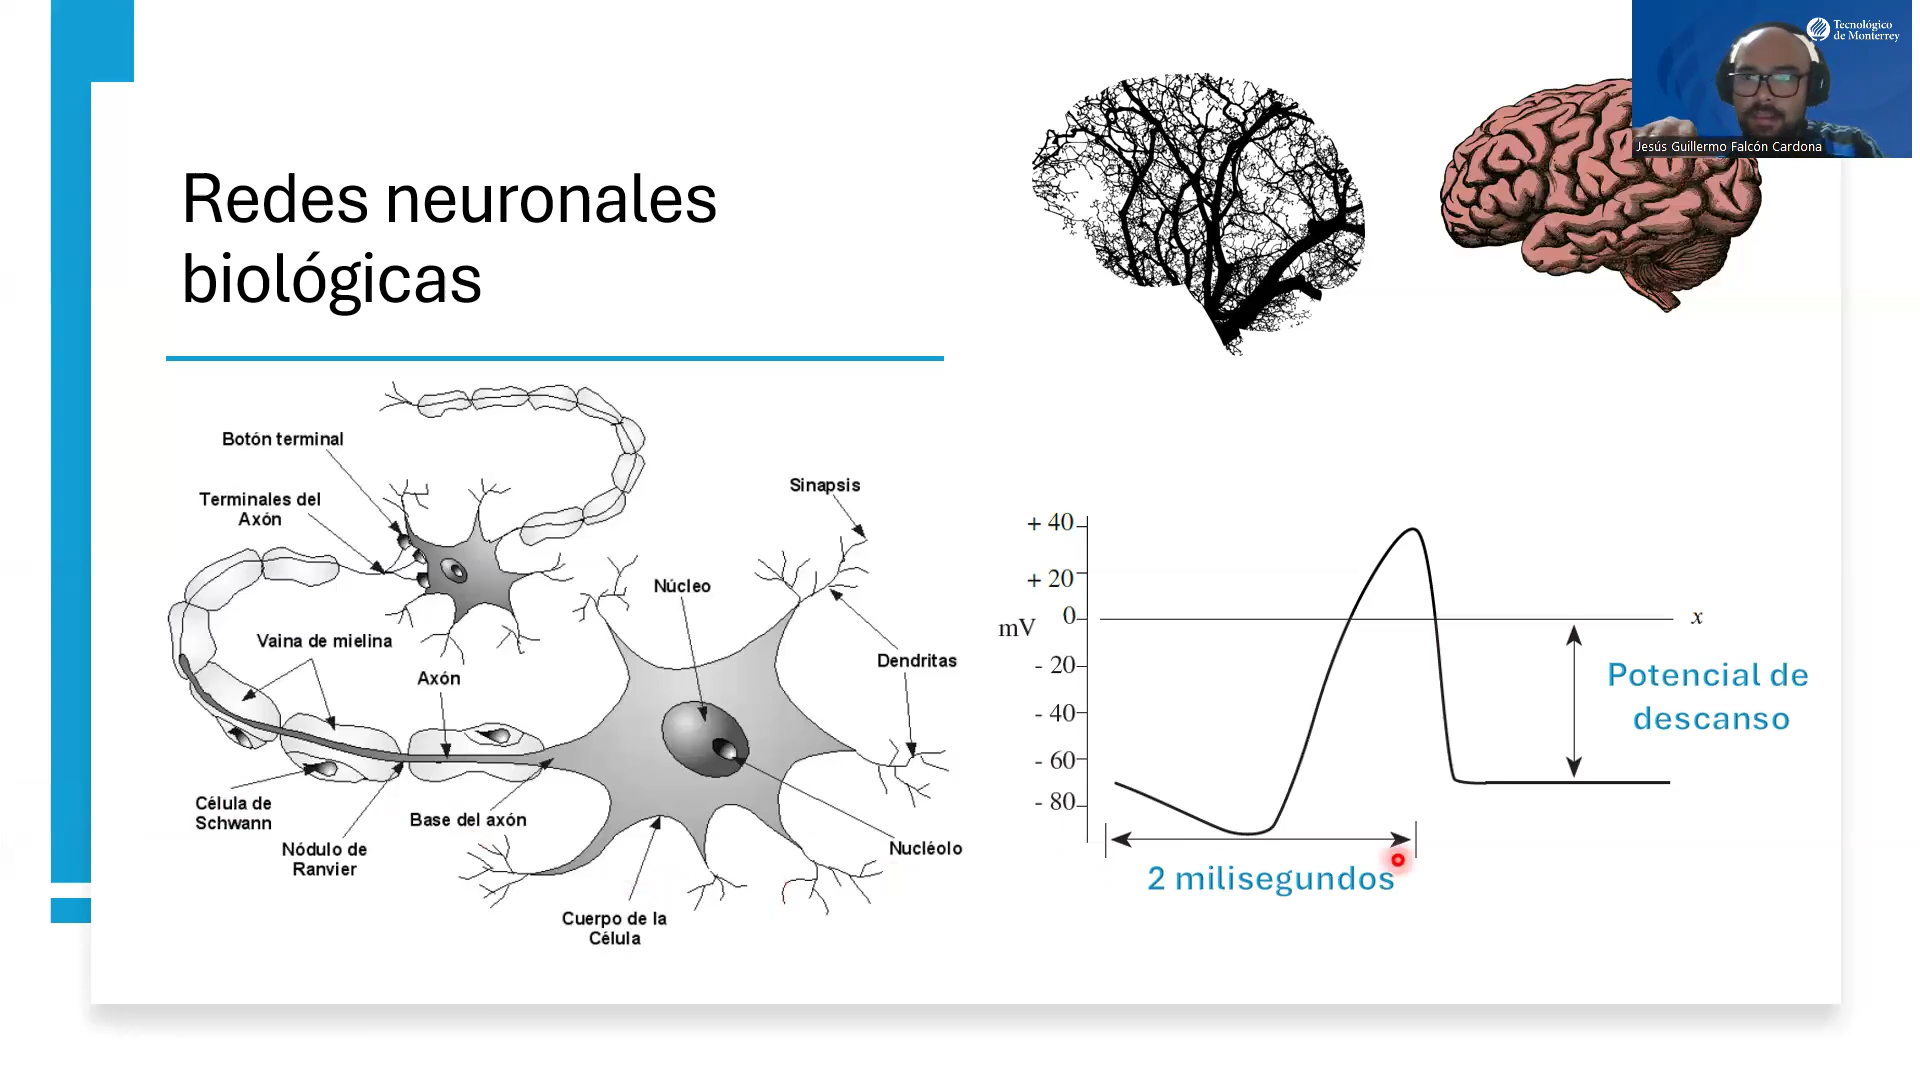 Tecnológico
de Monterrey
Jesús Guillermo Falcón Cardona
Redes neuronales
biológicas
Botón terminal
Terminales del
Axón
Sinapsis
Núcleo
Vaina de mielina
Axón
Dendritas
Célula de
Schwann
Base del axón
Nódulo de
Ranvier
Nucléolo
Cuerpo de la
Célula
+ 40
+ 20
0
mV
- 20
- 40
- 60
- 80
x
Potencial de
descanso
2 milisegundos